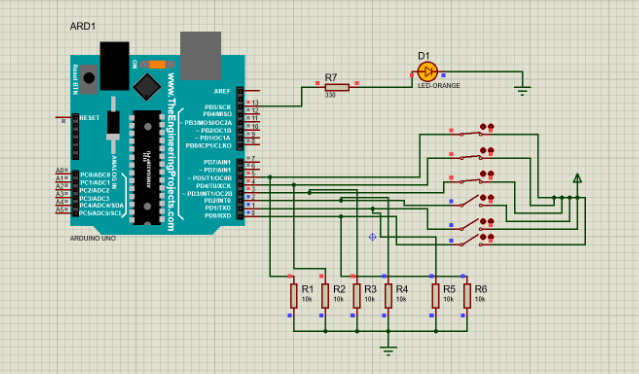 ARD1
Reset BTN
ON
www.TheEngineeringProjects.com
RESET
ANALOG IN
AREF
PB5/SCK
PB4/MISO
PB3/MOSI/OC2A
PB2/OC1B
PB1/OC1A
PB0/ICP1/CLKO
PD7/AIN1
PD5/T1/OC0B
PD4/T0/XCK
PD3/INT1/OC2B
PD2/INT0
PD1/TXD
PD0/RXD
13
12
11
10
9
8
7
6
5
4
3
2
1
0
A0
A1
A2
A3
A4
A5
PC0/ADC0
PC1/ADC1
PC2/ADC2
PC3/ADC3
PC4/ADC4/SDA
PC5/ADC5/SCL
ARDUINO UNO
R7
330
D1
LED-ORANGE
R1
10k
R2
10k
R3
10k
R4
10k
R5
10k
R6
10k